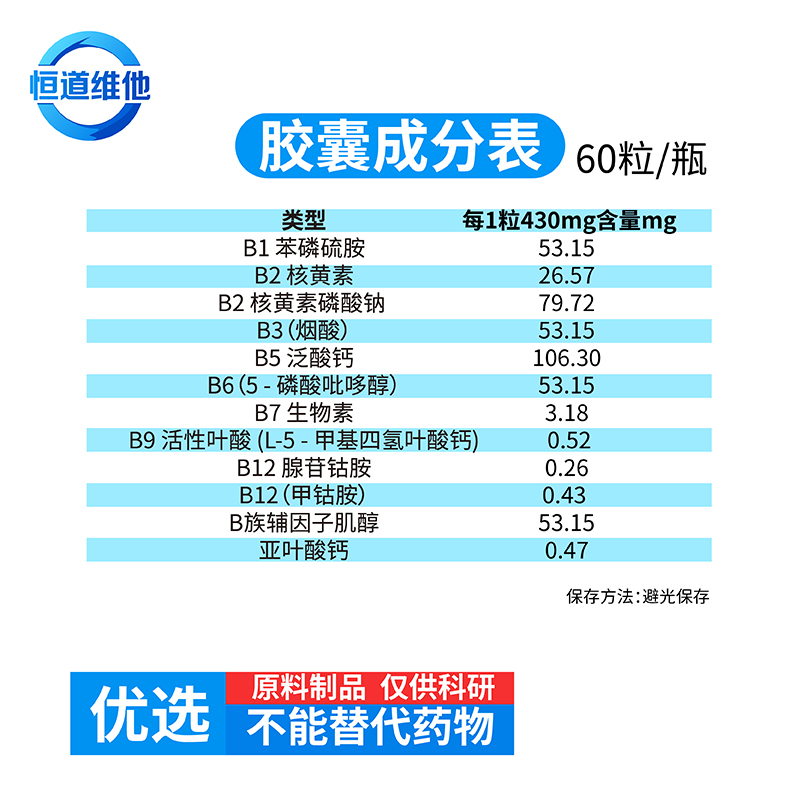 恒道维他
胶囊成分表 60粒/瓶
类型 每1粒430mg含量mg
B1 苯磷硫胺 53.15
B2 核黄素 26.57
B2 核黄素磷酸钠 79.72
B3（烟酸） 53.15
B5 泛酸钙 106.30
B6（5 - 磷酸吡哆醇） 53.15
B7 生物素 3.18
B9 活性叶酸 (L-5 - 甲基四氢叶酸钙) 0.52
B12 腺苷钴胺 0.26
B12（甲钴胺） 0.43
B族辅因子肌醇 53.15
亚叶酸钙 0.47
保存方法：避光保存
优选
原料制品 仅供科研
不能替代药物